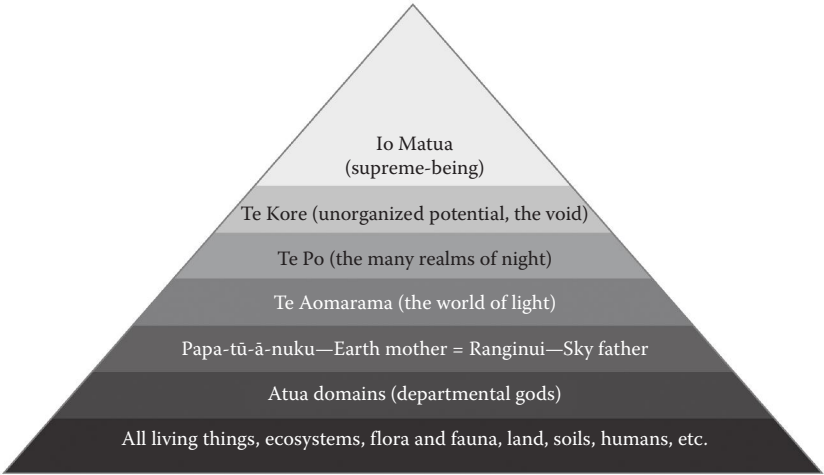 Io Matua
(supreme-being)
Te Kore (unorganized potential, the void)
Te Po (the many realms of night)
Te Aomarama (the world of light)
Papa-tū-ā-nuku—Earth mother = Ranginui—Sky father
Atua domains (departmental gods)
All living things, ecosystems, flora and fauna, land, soils, humans, etc.